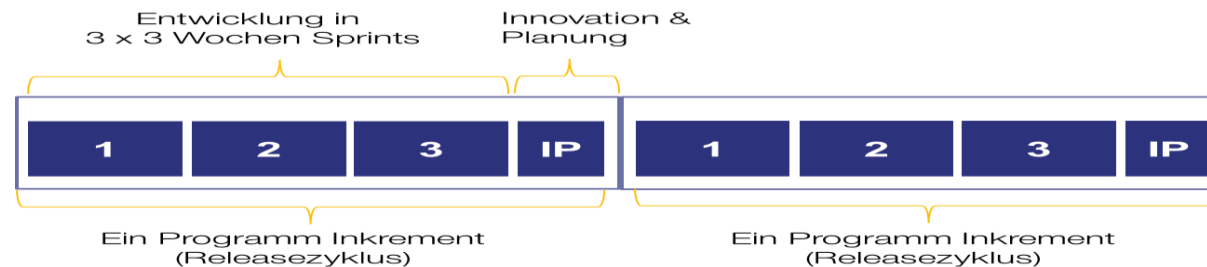 Entwicklung in
3 x 3 Wochen Sprints
Innovation &
Planung
1 2 3 IP 1 2 3 IP
Ein Programm Inkrement
(Releasezyklus)
Ein Programm Inkrement
(Releasezyklus)